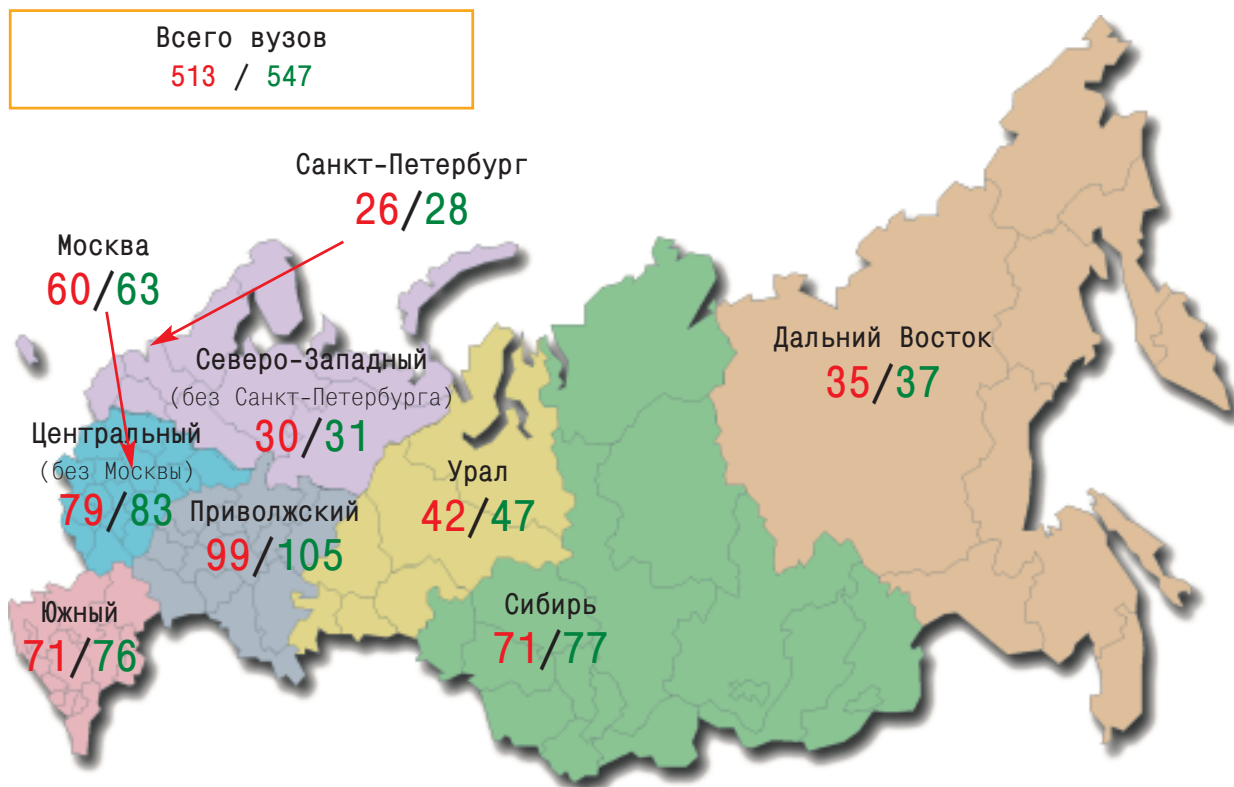 Всего вузов
513 / 547
Санкт-Петербург
26/28
Москва
60/63
Северо-Западный
(без Санкт-Петербурга)
30/31
Дальний Восток
35/37
Центральный
(без Москвы)
79/83
Урал
42/47
Приволжский
99/105
Южный
71/76
Сибирь
71/77